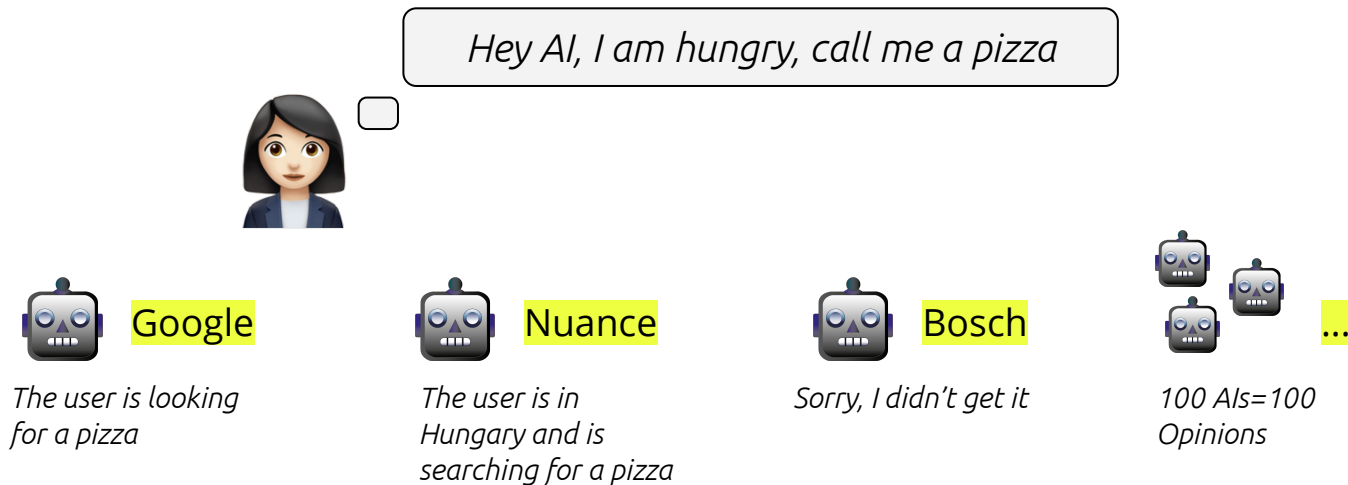 Hey AI, I am hungry, call me a pizza
Google
The user is looking
for a pizza
Nuance
The user is in
Hungary and is
searching for a pizza
Bosch
Sorry, I didn’t get it
...
100 AIs=100
Opinions